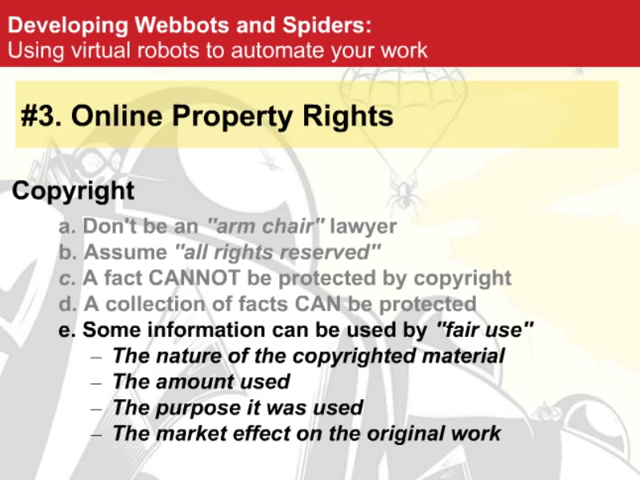 Developing Webbots and Spiders:
Using virtual robots to automate your work
#3. Online Property Rights
Copyright
a. Don't be an "arm chair" lawyer
b. Assume "all rights reserved"
c. A fact CANNOT be protected by copyright
d. A collection of facts CAN be protected
e. Some information can be used by "fair use"
– The nature of the copyrighted material
– The amount used
– The purpose it was used
– The market effect on the original work